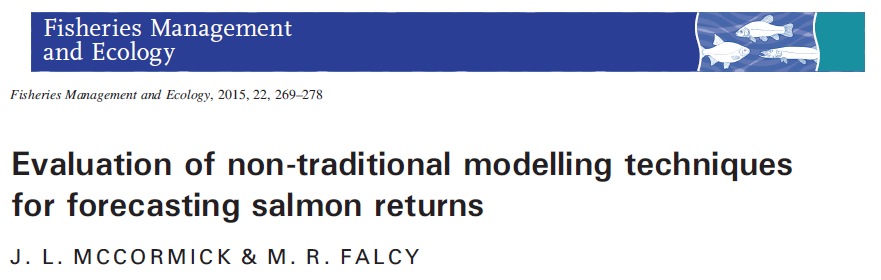 Fisheries Management
and Ecology
Fisheries Management and Ecology, 2015, 22, 269–278
Evaluation of non-traditional modelling techniques
for forecasting salmon returns
J. L. MCCORMICK & M. R. FALCY